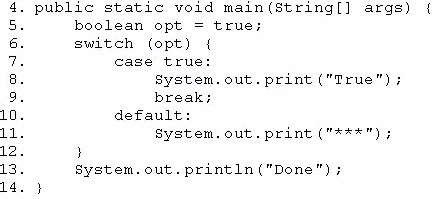 4. public static void main(String[] args) {
5.     boolean opt = true;
6.     switch (opt) {
7.         case true:
8.             System.out.print("True");
9.             break;
10.         default:
11.             System.out.print("***");
12.     }
13.     System.out.println("Done");
14. }